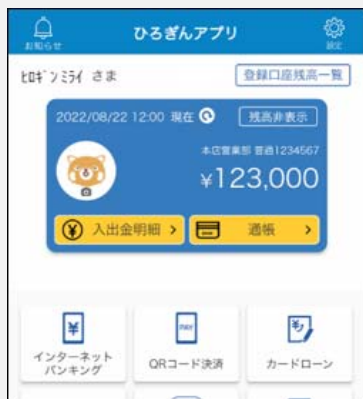 ひろぎんアプリ
お知らせ
設定
ﾋﾛｷﾞﾝ ﾐﾗｲ さま
登録口座残高一覧
2022/08/22 12:00 現在
残高非表示
本店営業部 普通1234567
¥123,000
入出金明細
通帳
¥
PAY
インターネット
バンキング
QRコード決済
カードローン